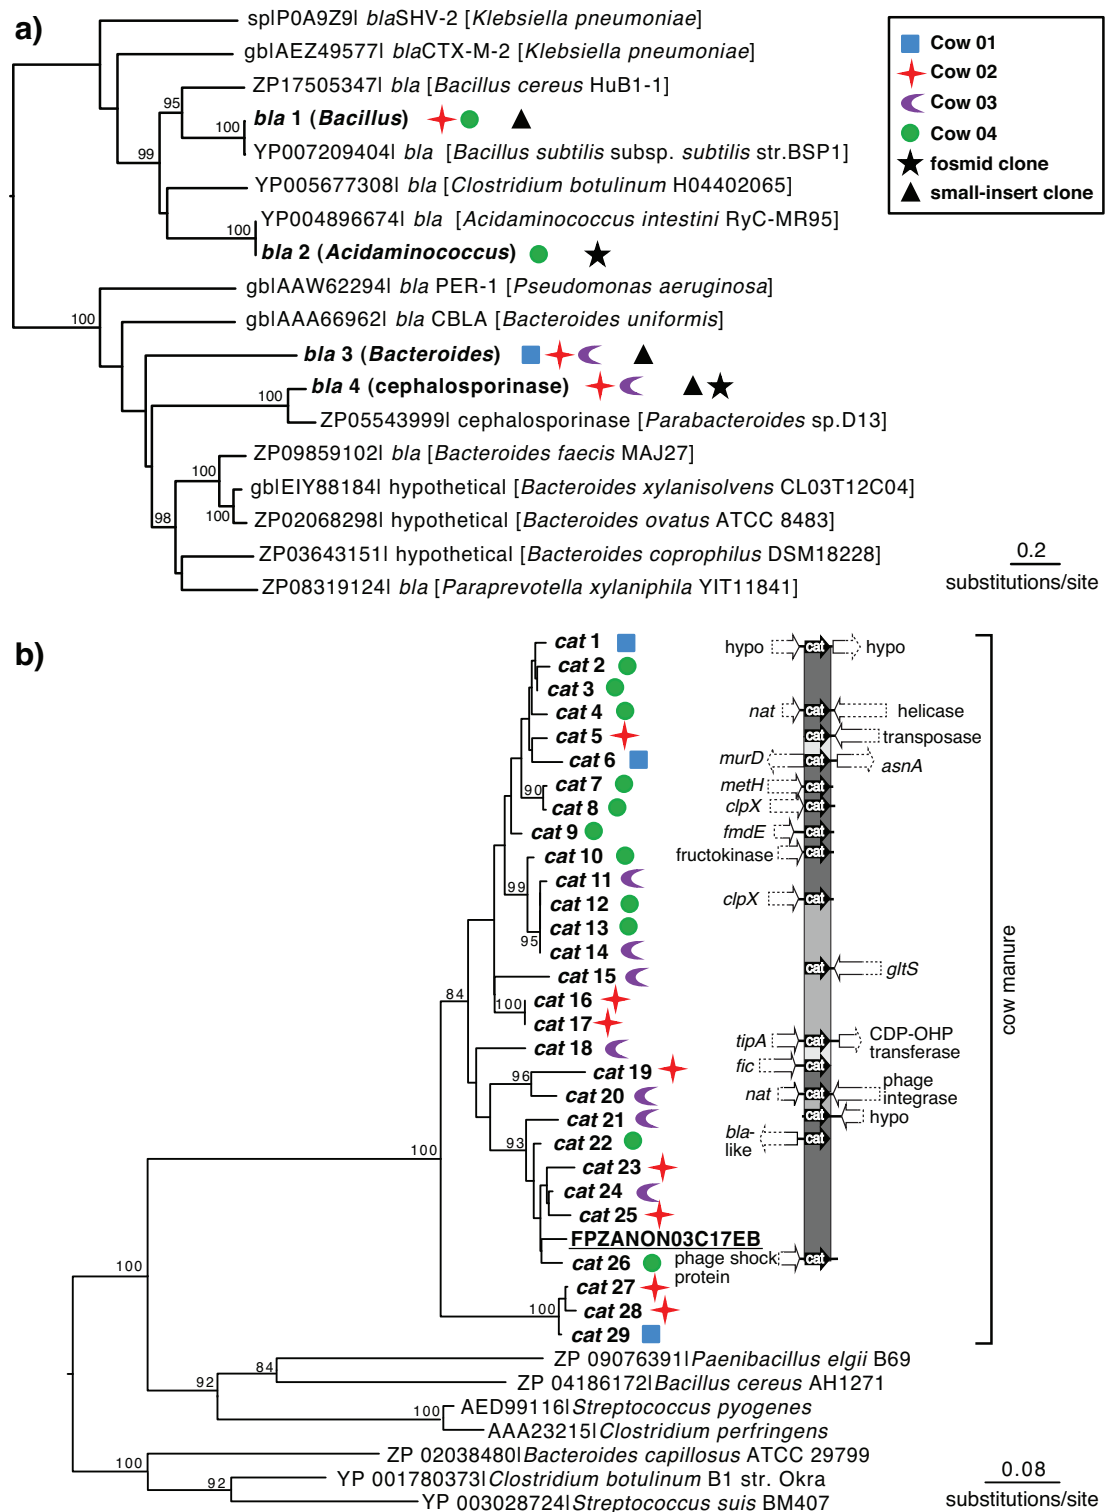 a)
sp|P0A9Z9| blaSHV-2 [Klebsiella pneumoniae]
gb|AEZ49577| blaCTX-M-2 [Klebsiella pneumoniae]
ZP17505347| bla [Bacillus cereus HuB1-1]
95
bla 1 (Bacillus)
100
YP007209404| bla [Bacillus subtilis subsp. subtilis str.BSP1]
99
YP005677308| bla [Clostridium botulinum H04402065]
YP004896674| bla [Acidaminococcus intestini RyC-MR95]
100
bla 2 (Acidaminococcus)
gb|AAW62294| bla PER-1 [Pseudomonas aeruginosa]
100
gb|AAA66962| bla CBLA [Bacteroides uniformis]
bla 3 (Bacteroides)
bla 4 (cephalosporinase)
100
ZP05543999| cephalosporinase [Parabacteroides sp.D13]
ZP09859102| bla [Bacteroides faecis MAJ27]
100
gb|EIY88184| hypothetical [Bacteroides xylanisolvens CL03T12C04]
100
ZP02068298| hypothetical [Bacteroides ovatus ATCC 8483]
98
ZP03643151| hypothetical [Bacteroides coprophilus DSM18228]
ZP08319124| bla [Paraprevotella xylaniphila YIT11841]
Cow 01
Cow 02
Cow 03
Cow 04
fosmid clone
small-insert clone
0.2
substitutions/site
b)
cat 1
cat 2
cat 3
cat 4
cat 5
cat 6
cat 7
90
cat 8
cat 9
cat 10
cat 11
99
cat 12
cat 13
95
cat 14
cat 15
84
cat 16
100
cat 17
cat 18
cat 19
96
cat 20
cat 21
cat 22
93
100
cat 23
cat 24
cat 25
FPZANON03C17EB
cat 26
cat 27
cat 28
100
cat 29
100
ZP 09076391|Paenibacillus elgii B69
84
ZP 04186172|Bacillus cereus AH1271
92
AED99116|Streptococcus pyogenes
100
AAA23215|Clostridium perfringens
ZP 02038480|Bacteroides capillosus ATCC 29799
100
YP 001780373|Clostridium botulinum B1 str. Okra
92
YP 003028724|Streptococcus suis BM407
hypo cat hypo
nat cat helicase
cat transposase
murD cat asnA
metH cat
clpX cat
fmdE cat
fructokinase cat
clpX cat
cat gltS
tipA cat CDP-OHP
transferase
fic cat
nat cat phage
integrase
cat hypo
bla- cat
like
phage shock cat
protein
cow manure
0.08
substitutions/site